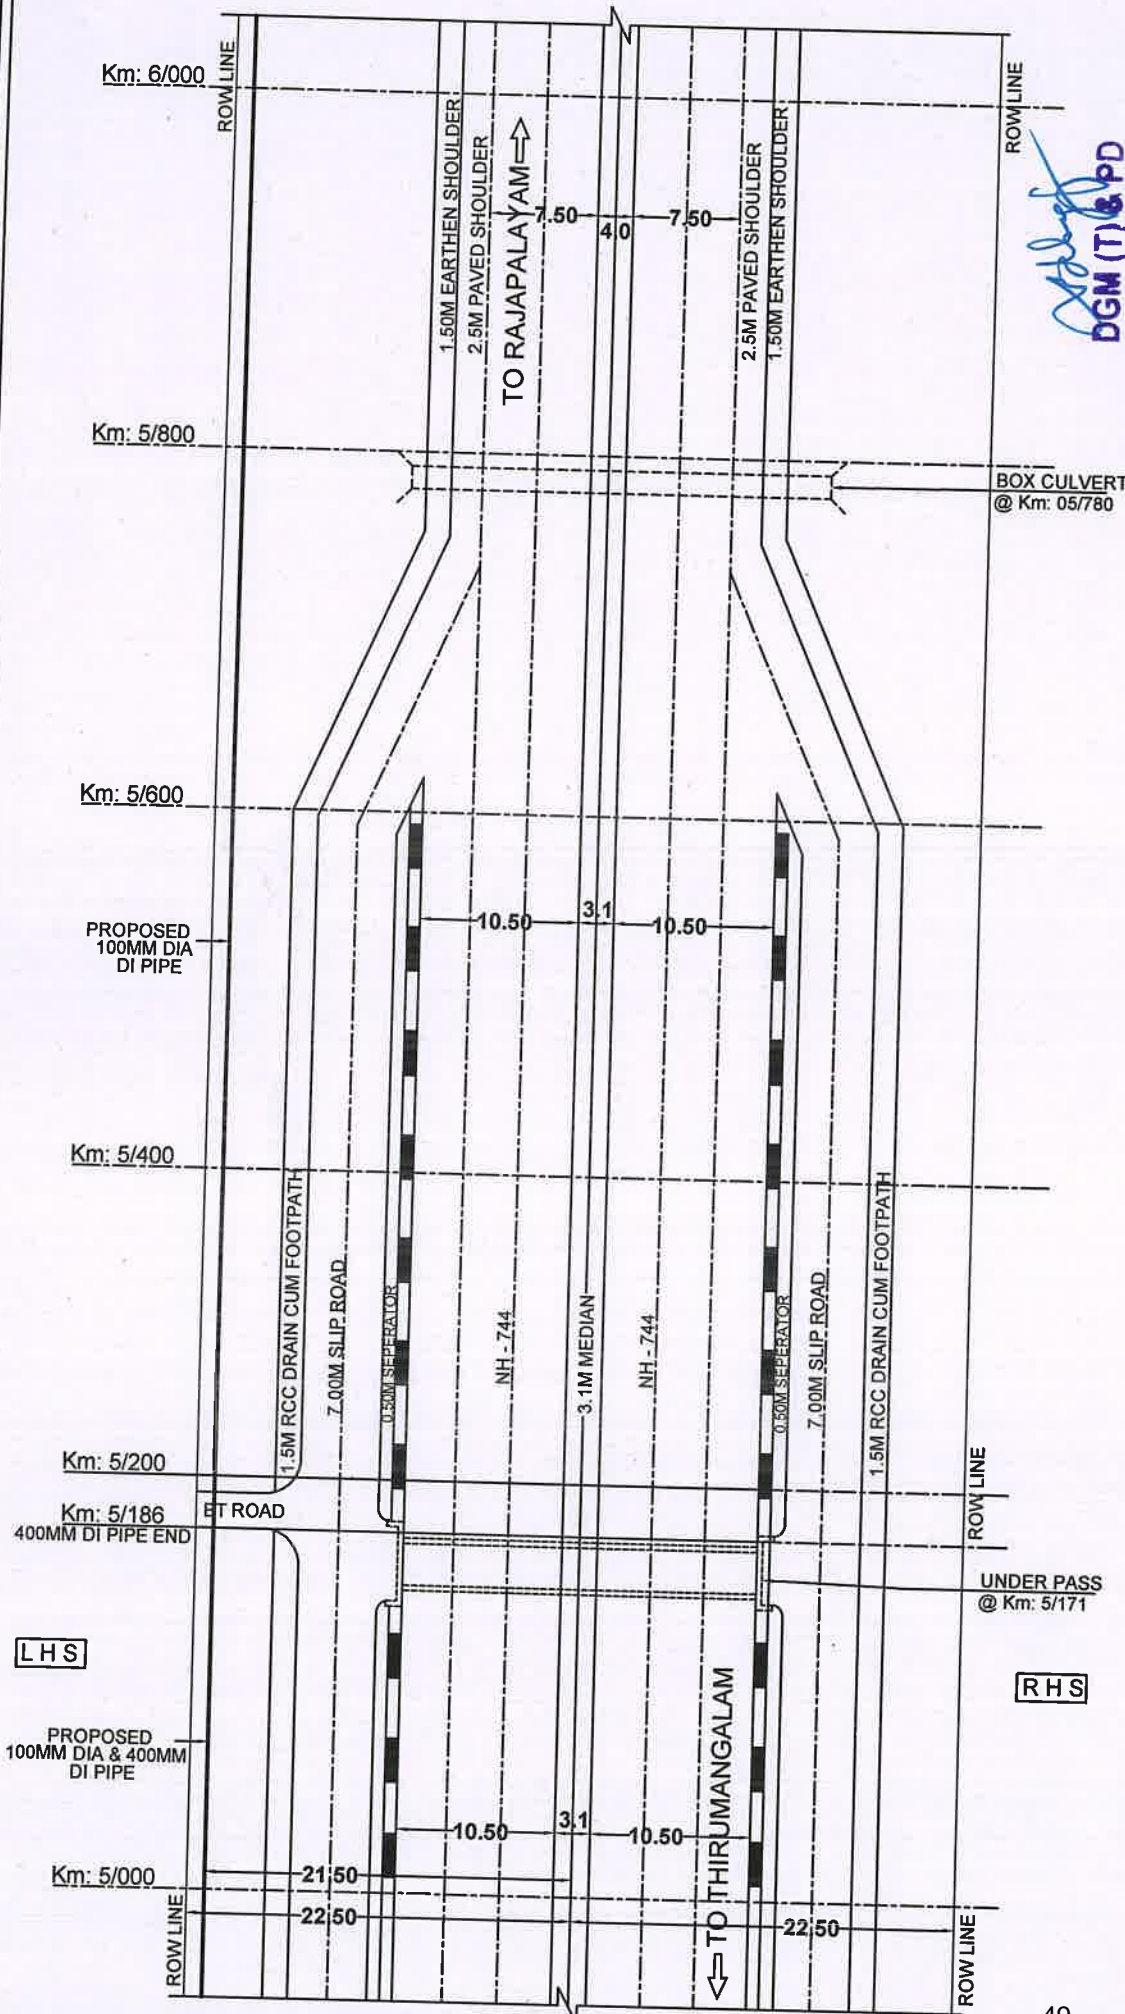 Km: 6/000
ROW LINE
ROW LINE
1.50M EARTHEN SHOULDER
2.5M PAVED SHOULDER
TO RAJAPALAYAM
7.50
4.0
7.50
2.5M PAVED SHOULDER
1.50M EARTHEN SHOULDER
DGM (T) & PD
Km: 5/800
BOX CULVERT
@ Km: 05/780
Km: 5/600
PROPOSED
100MM DIA
DI PIPE
10.50
3.1
10.50
Km: 5/400
1.5M RCC DRAIN CUM FOOTPATH
7.00M SLIP ROAD
0.50M SEPERATOR
NH - 744
3.1M MEDIAN
NH - 744
0.50M SEPERATOR
7.00M SLIP ROAD
1.5M RCC DRAIN CUM FOOTPATH
Km: 5/200
ROW LINE
Km: 5/186
400MM DI PIPE END
BT ROAD
UNDER PASS
@ Km: 5/171
LHS
RHS
PROPOSED
100MM DIA & 400MM
DI PIPE
TO THIRUMANGALAM
10.50
3.1
10.50
Km: 5/000
21.50
22.50
22.50
ROW LINE
ROW LINE